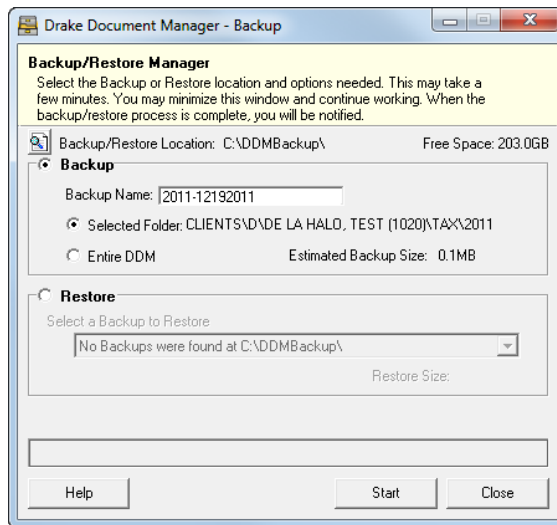 Drake Document Manager - Backup
Backup/Restore Manager
Select the Backup or Restore location and options needed. This may take a
few minutes. You may minimize this window and continue working. When the
backup/restore process is complete, you will be notified.
Backup/Restore Location: C:\DDMBackup\ Free Space: 203.0GB
Backup
Backup Name: 2011-12192011
Selected Folder: CLIENTS\D\DE LA HALO, TEST (1020)\TAX\2011
Entire DDM Estimated Backup Size: 0.1MB
Restore
Select a Backup to Restore
No Backups were found at C:\DDMBackup\
Restore Size:
Help Start Close